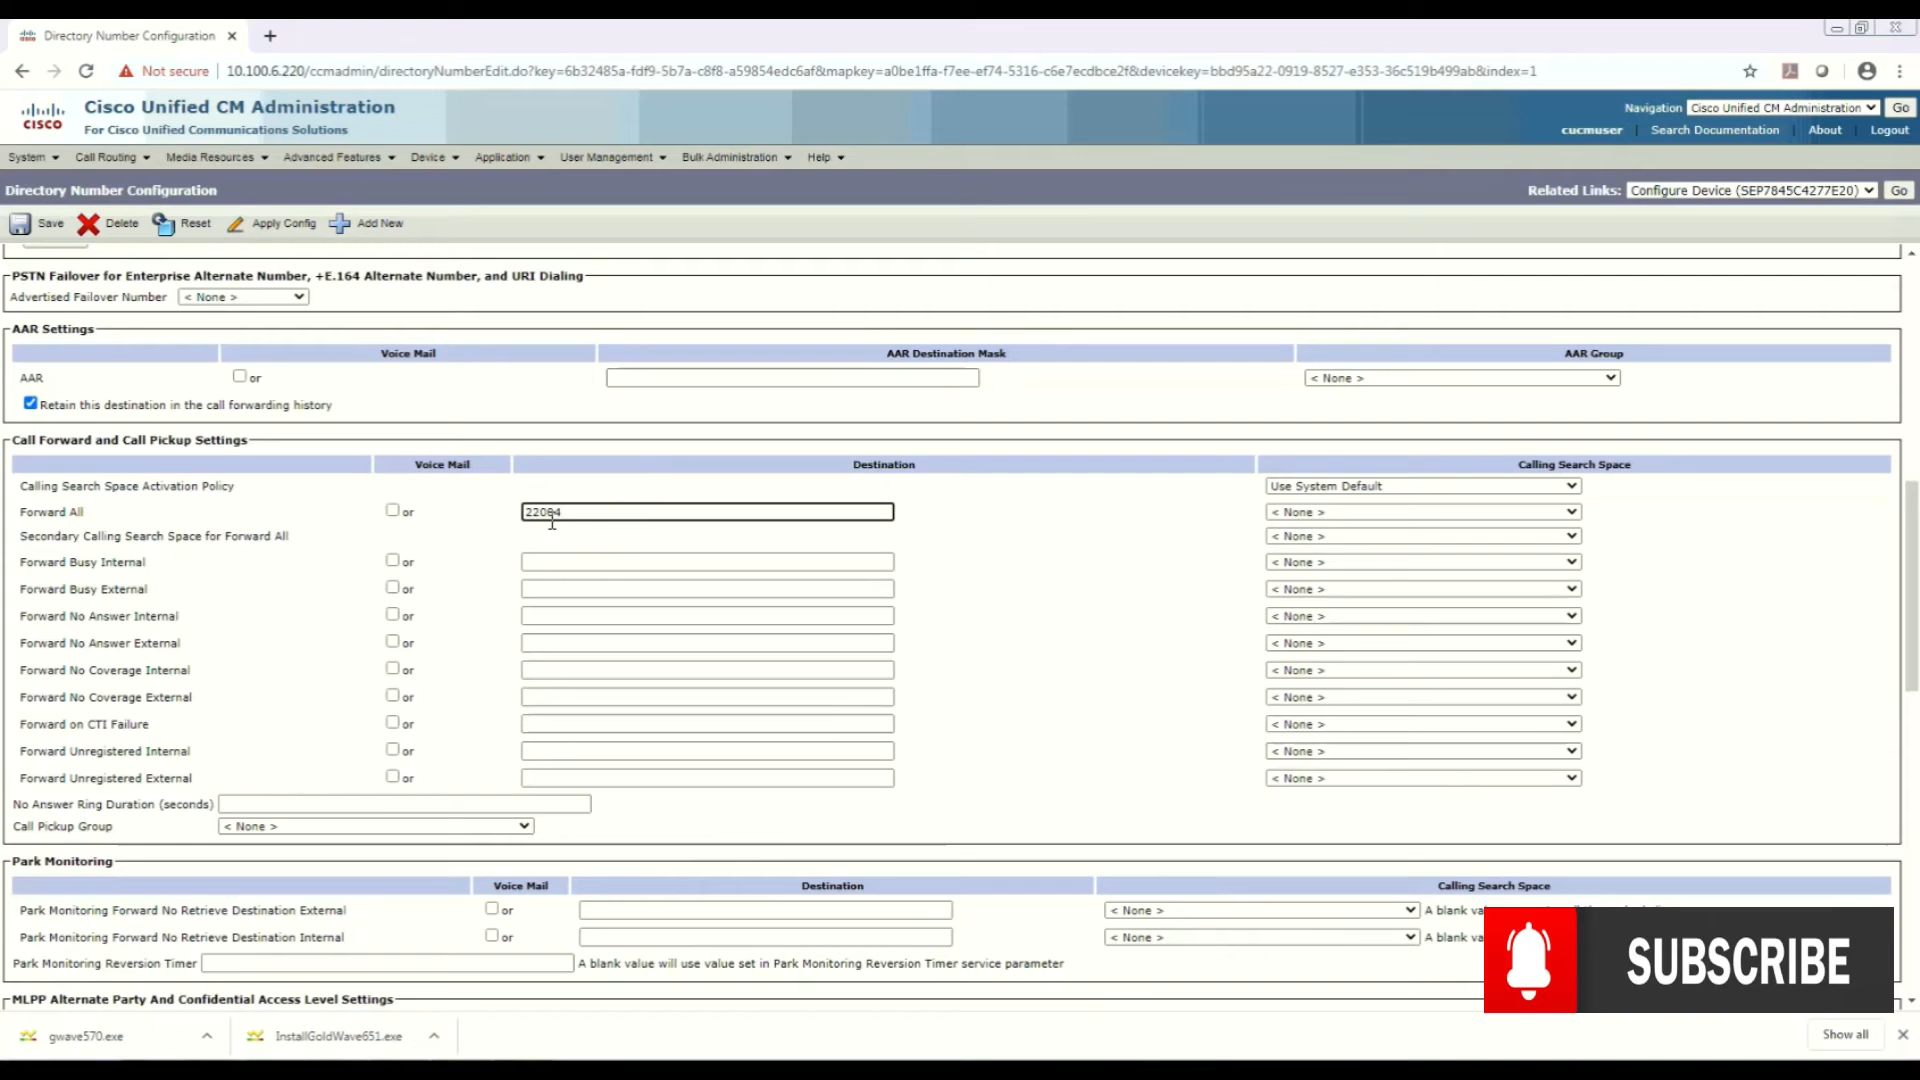 Directory Number Configuration
Not secure 10.100.6.220/ccmadmin/directoryNumberEdit.do?key=6b32485a-fdf9-5b7a-c8f8-a59854edc6af&mapkey=a0be1ffa-f7ee-ef74-5316-c6e7ecdbce2f&devicekey=bbd95a22-0919-8527-e353-36c519b499ab&index=1
CISCO
Cisco Unified CM Administration
For Cisco Unified Communications Solutions
Navigation Cisco Unified CM Administration Go
cucmuser Search Documentation About Logout
System Call Routing Media Resources Advanced Features Device Application User Management Bulk Administration Help
Directory Number Configuration
Related Links: Configure Device (SEP7845C4277E20) Go
Save Delete Reset Apply Config Add New
PSTN Failover for Enterprise Alternate Number, +E.164 Alternate Number, and URI Dialing
Advertised Failover Number < None >
AAR Settings
Voice Mail AAR Destination Mask AAR Group
AAR or < None >
Retain this destination in the call forwarding history
Call Forward and Call Pickup Settings
Voice Mail Destination Calling Search Space
Calling Search Space Activation Policy Use System Default
Forward All or < None >
Secondary Calling Search Space for Forward All < None >
Forward Busy Internal or < None >
Forward Busy External or < None >
Forward No Answer Internal or < None >
Forward No Answer External or < None >
Forward No Coverage Internal or < None >
Forward No Coverage External or < None >
Forward on CTI Failure or < None >
Forward Unregistered Internal or < None >
Forward Unregistered External or < None >
No Answer Ring Duration (seconds)
Call Pickup Group < None >
Park Monitoring
Voice Mail Destination Calling Search Space
Park Monitoring Forward No Retrieve Destination External or < None > A blank
Park Monitoring Forward No Retrieve Destination Internal or < None > A blank
Park Monitoring Reversion Timer A blank value will use value set in Park Monitoring Reversion Timer service parameter
MLPP Alternate Party And Confidential Access Level Settings
SUBSCRIBE
gwave570.exe InstallGoldWave651.exe Show all